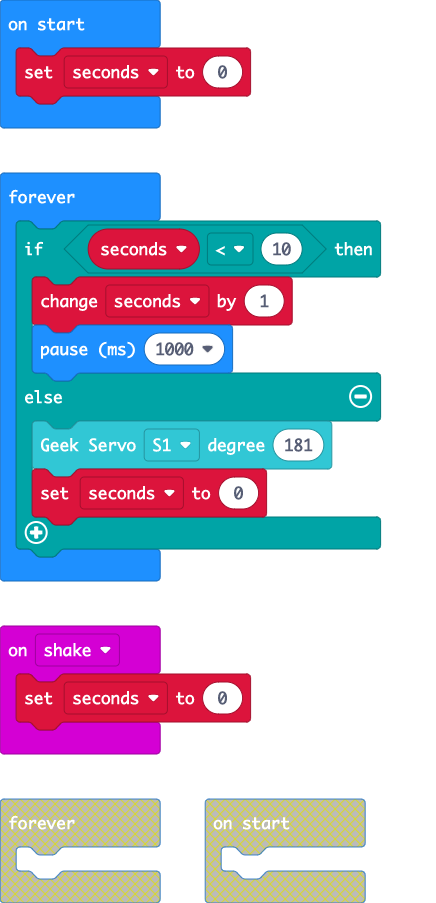 on start
set seconds to 0
forever
if seconds < 10 then
change seconds by 1
pause (ms) 1000
else
Geek Servo S1 degree 181
set seconds to 0
on shake
set seconds to 0
forever
on start